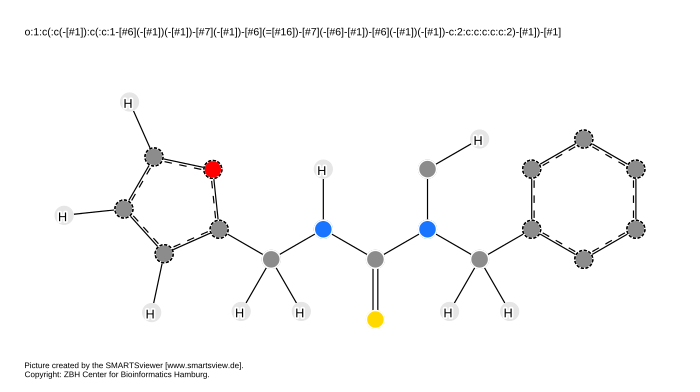 o:1:c(:c(-[#1]):c(:c:1-[#6](-[#1])(-[#1])-[#7](-[#1])-[#6](=[#16])-[#7](-[#6]-[#1])-[#6](-[#1])(-[#1])-c:2:c:c:c:c:c:2)-[#1])-[#1]
H
H
H
H
H
H
H
H
H
Picture created by the SMARTSviewer [www.smartsview.de].
Copyright: ZBH Center for Bioinformatics Hamburg.